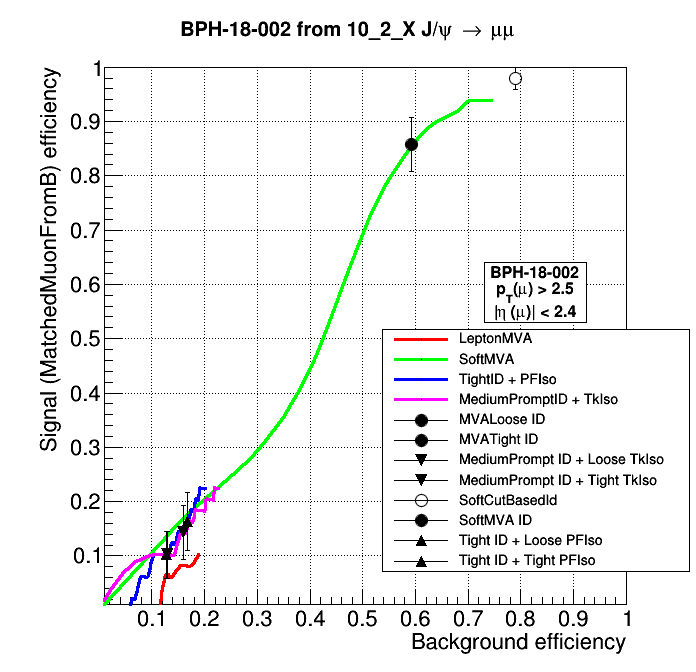 BPH-18-002 from 10_2_X J/ψ → μμ
Signal (MatchedMuonFromB) efficiency
1
0.9
0.8
0.7
0.6
0.5
0.4
0.3
0.2
0.1
BPH-18-002
p_T(μ) > 2.5
|η (μ)| < 2.4
LeptonMVA
SoftMVA
TightID + PFIso
MediumPromptID + TkIso
MVALoose ID
MVATight ID
MediumPrompt ID + Loose TkIso
MediumPrompt ID + Tight TkIso
SoftCutBasedId
SoftMVA ID
Tight ID + Loose PFIso
Tight ID + Tight PFIso
0.1 0.2 0.3 0.4 0.5 0.6 0.7 0.8 0.9 1
Background efficiency